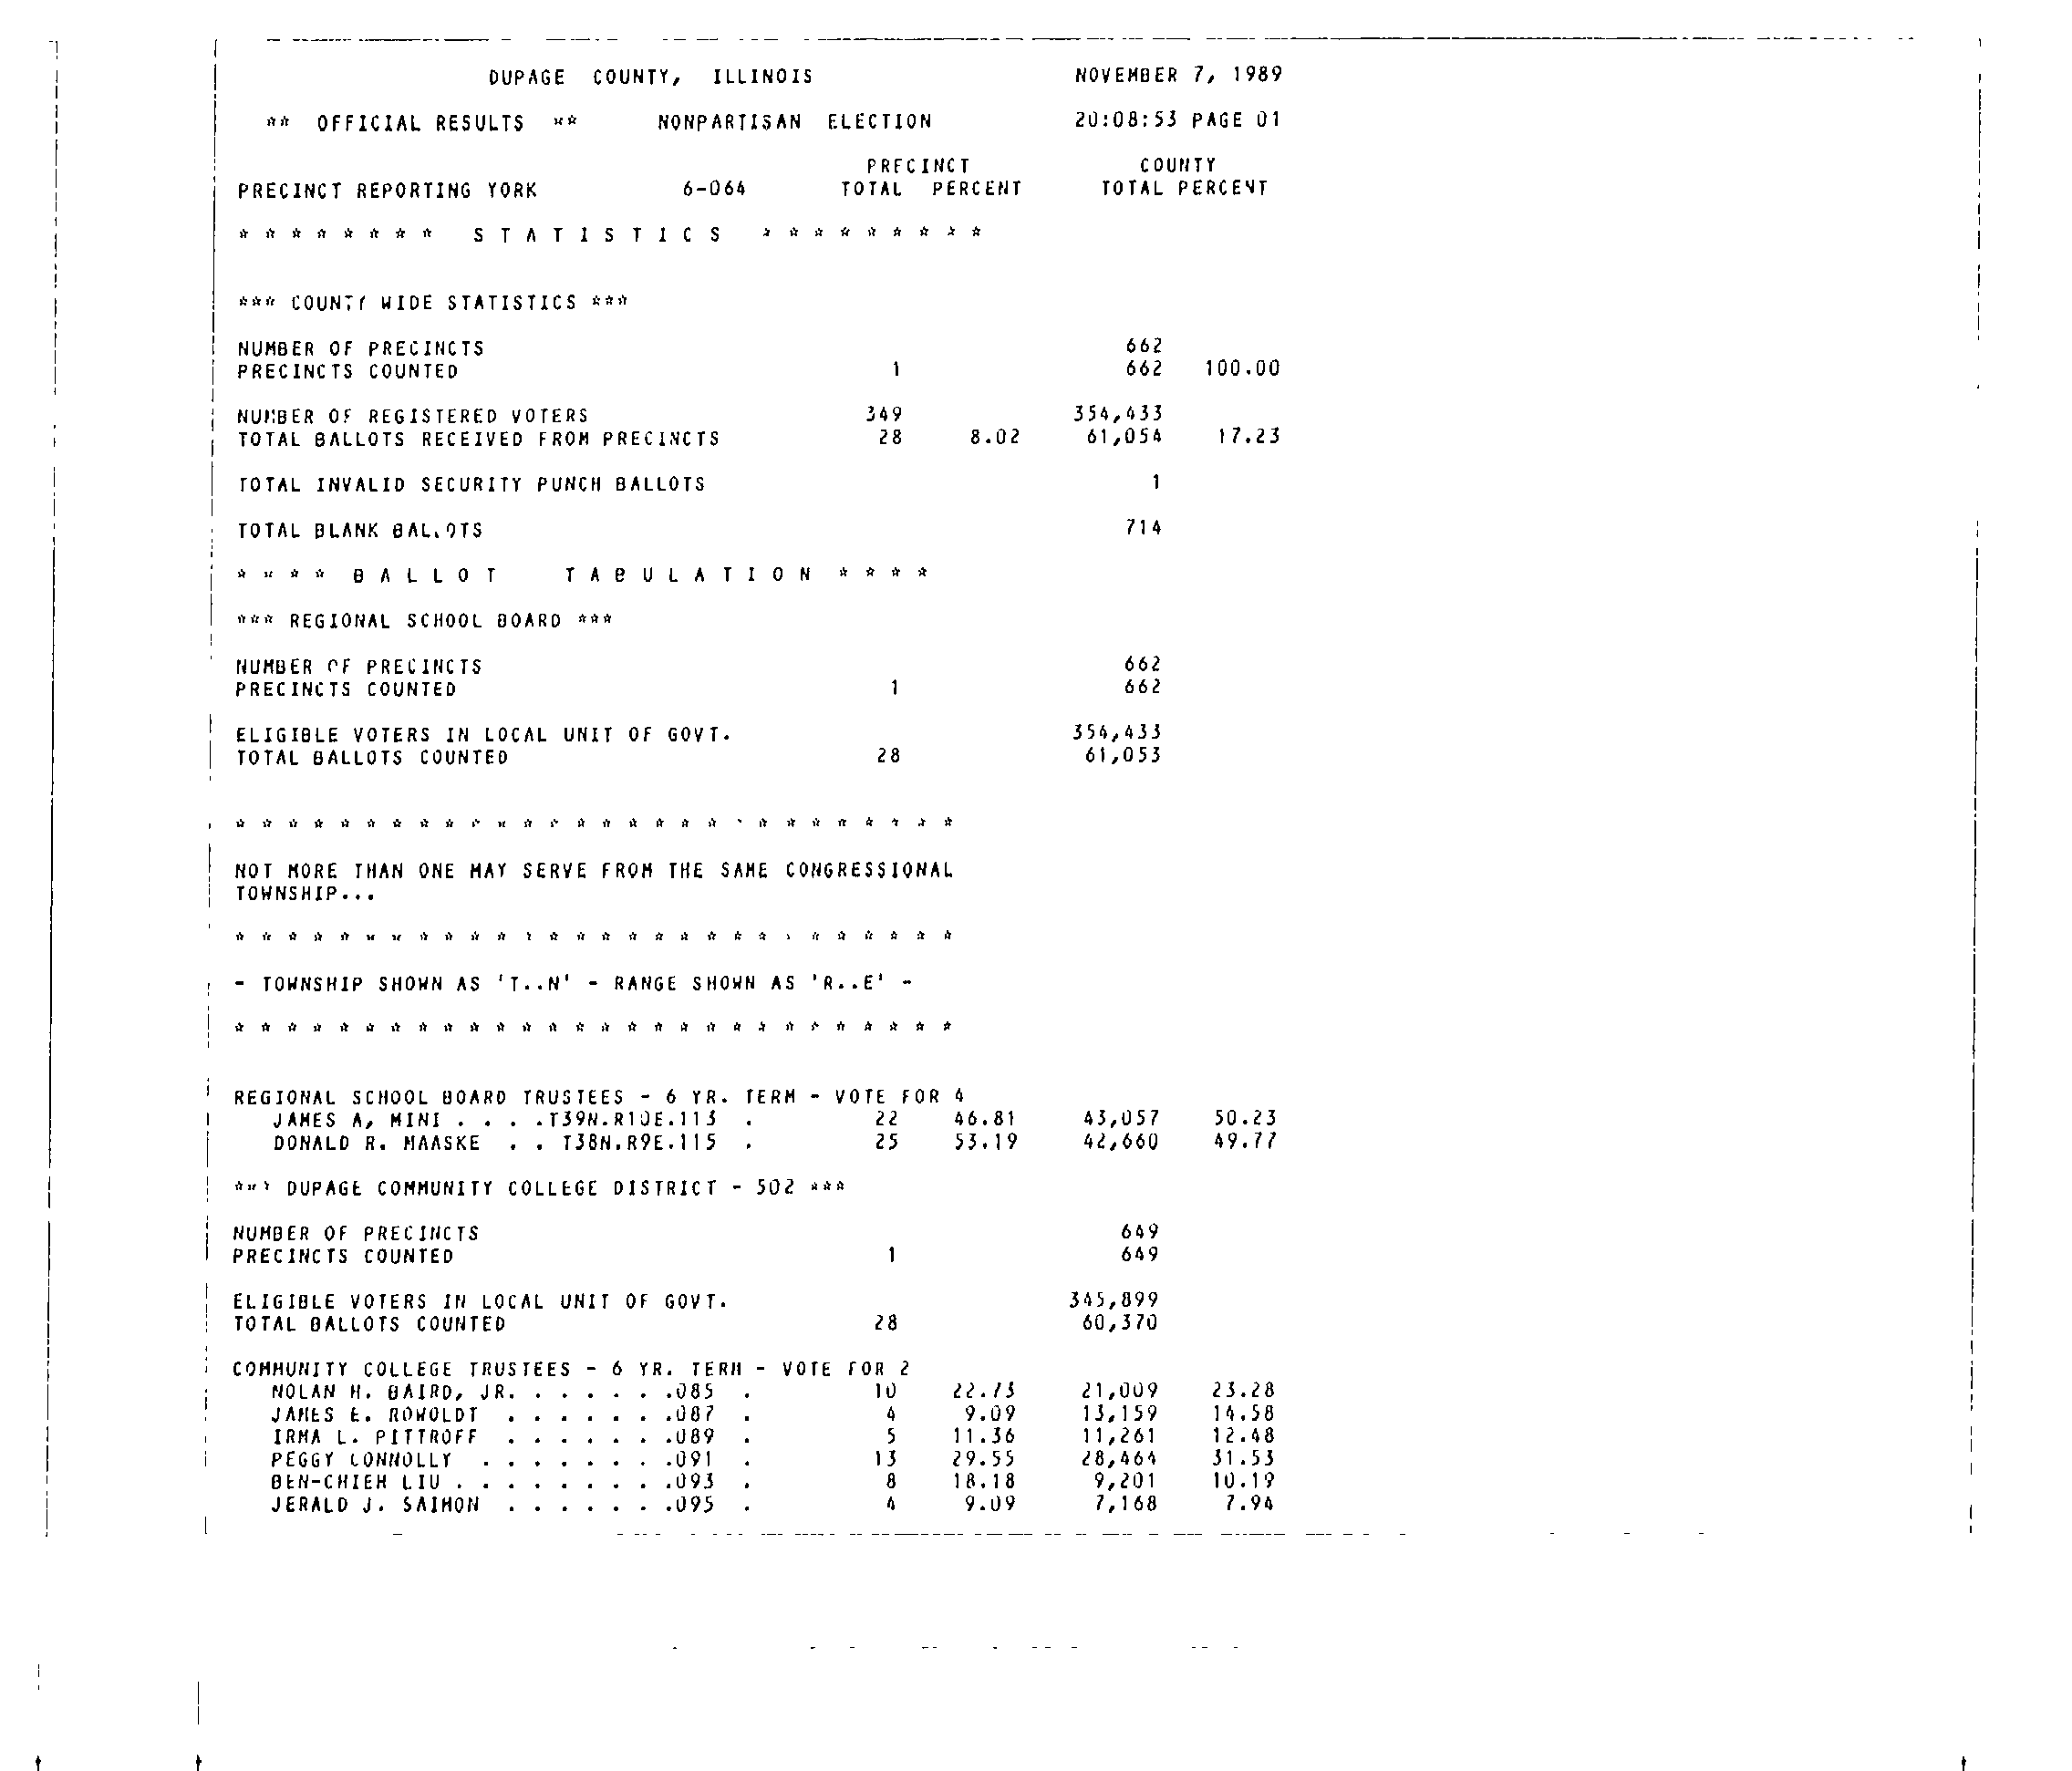 DUPAGE COUNTY, ILLINOIS NOVEMBER 7, 1989
** OFFICIAL RESULTS ** NONPARTISAN ELECTION 20:08:53 PAGE 01
PRECINCT COUNTY
PRECINCT REPORTING YORK 6-064 TOTAL PERCENT TOTAL PERCENT
* * * * * * * * S T A T I S T I C S * * * * * * * * *
*** COUNTY WIDE STATISTICS ***
NUMBER OF PRECINCTS 662
PRECINCTS COUNTED 1 662 100.00
NUMBER OF REGISTERED VOTERS 349 354,433
TOTAL BALLOTS RECEIVED FROM PRECINCTS 28 8.02 61,054 17.23
TOTAL INVALID SECURITY PUNCH BALLOTS 1
TOTAL BLANK BALLOTS 714
* * * * B A L L O T T A B U L A T I O N * * * *
*** REGIONAL SCHOOL BOARD ***
NUMBER OF PRECINCTS 662
PRECINCTS COUNTED 1 662
ELIGIBLE VOTERS IN LOCAL UNIT OF GOVT. 354,433
TOTAL BALLOTS COUNTED 28 61,053
* * * * * * * * * * * * * * * * * * * * * * * * * * * *
NOT MORE THAN ONE MAY SERVE FROM THE SAME CONGRESSIONAL
TOWNSHIP...
* * * * * * * * * * * * * * * * * * * * * * * * * * * *
- TOWNSHIP SHOWN AS 'T..N' - RANGE SHOWN AS 'R..E' -
* * * * * * * * * * * * * * * * * * * * * * * * * * * *
REGIONAL SCHOOL BOARD TRUSTEES - 6 YR. TERM - VOTE FOR 4
JAMES A, MINI . . . .T39N.R10E.113 . 22 46.81 43,057 50.23
DONALD R. MAASKE . . T38N.R9E.115 . 25 53.19 42,660 49.77
*** DUPAGE COMMUNITY COLLEGE DISTRICT - 502 ***
NUMBER OF PRECINCTS 649
PRECINCTS COUNTED 1 649
ELIGIBLE VOTERS IN LOCAL UNIT OF GOVT. 345,899
TOTAL BALLOTS COUNTED 28 60,370
COMMUNITY COLLEGE TRUSTEES - 6 YR. TERM - VOTE FOR 2
NOLAN H. BAIRD, JR. . . . . . .085 . 10 22.73 21,009 23.28
JAMES E. ROWOLDT . . . . . . .087 . 4 9.09 13,159 14.58
IRMA L. PITTROFF . . . . . . .089 . 5 11.36 11,261 12.48
PEGGY CONNOLLY . . . . . . . .091 . 13 29.55 28,464 31.53
BEN-CHIEH LIU . . . . . . . . .093 . 8 18.18 9,201 10.19
JERALD J. SAIMON . . . . . . .095 . 4 9.09 7,168 7.94